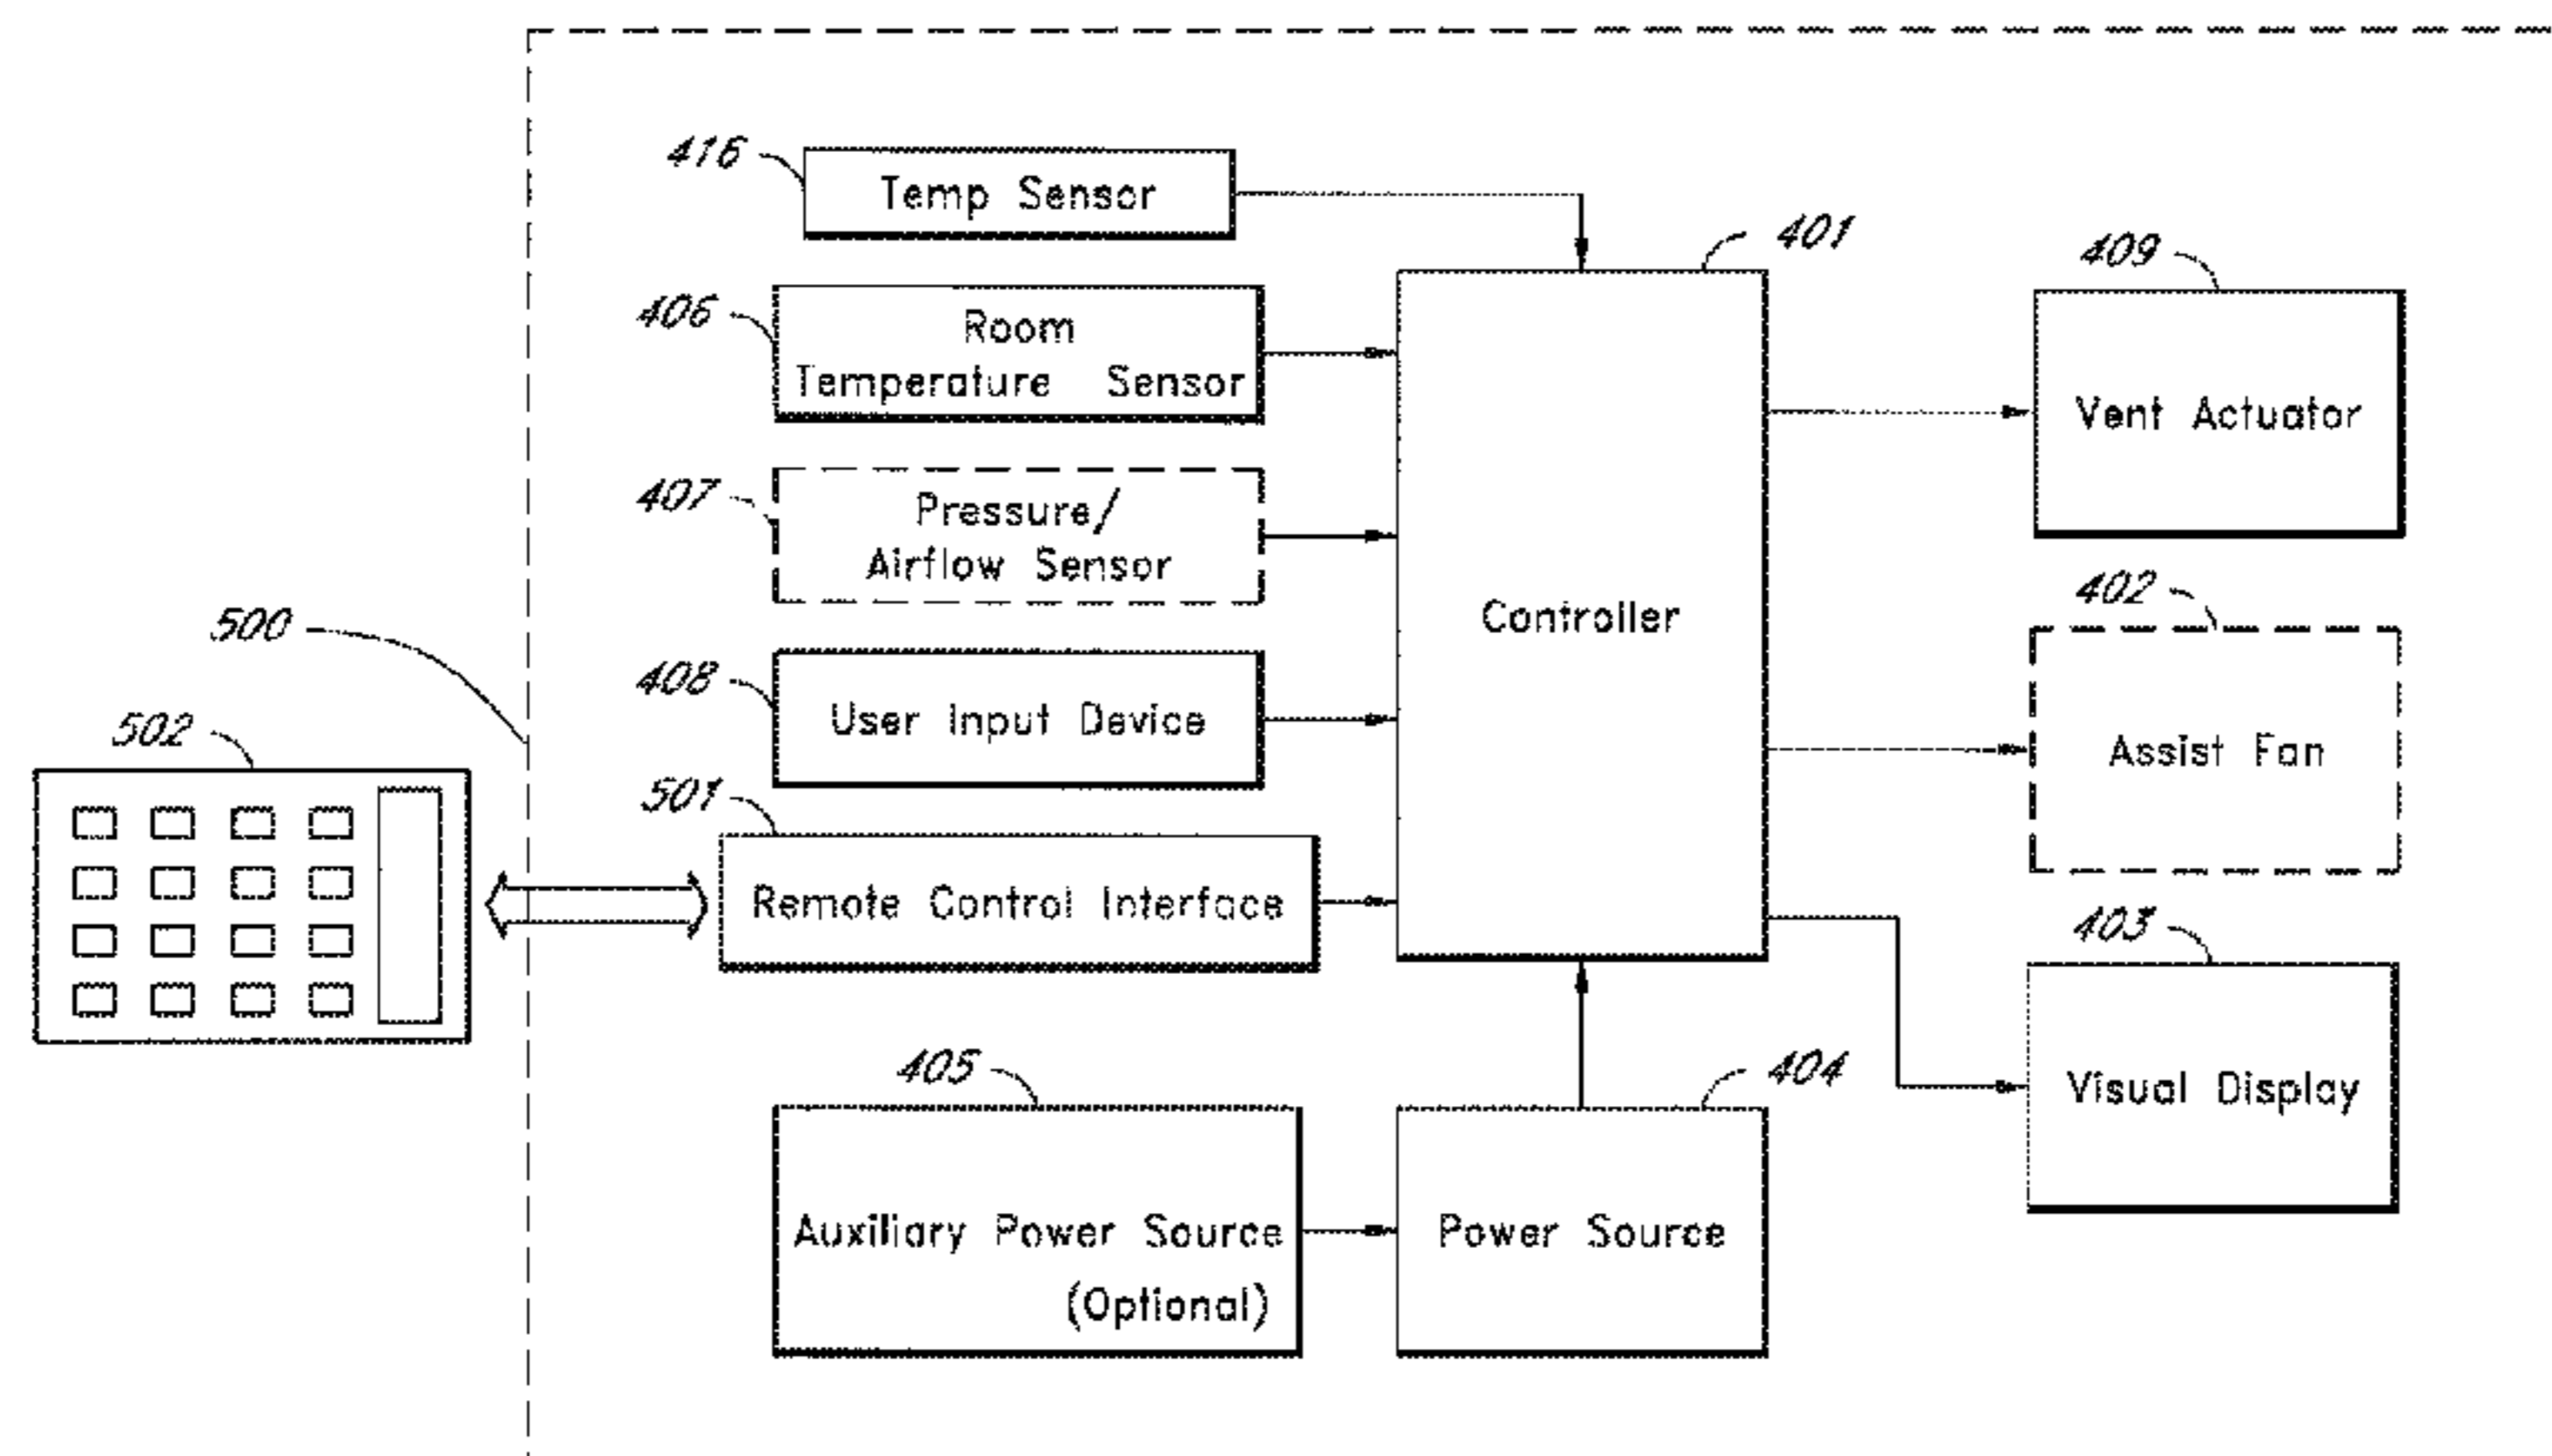 416
Temp Sensor
401
409
406
Room
Temperature Sensor
Vent Actuator
407
Pressure/
Airflow Sensor
402
Controller
500
408
User Input Device
Assist Fan
502
501
Remote Control Interface
403
405
404
Visual Display
Auxiliary Power Source
(Optional)
Power Source